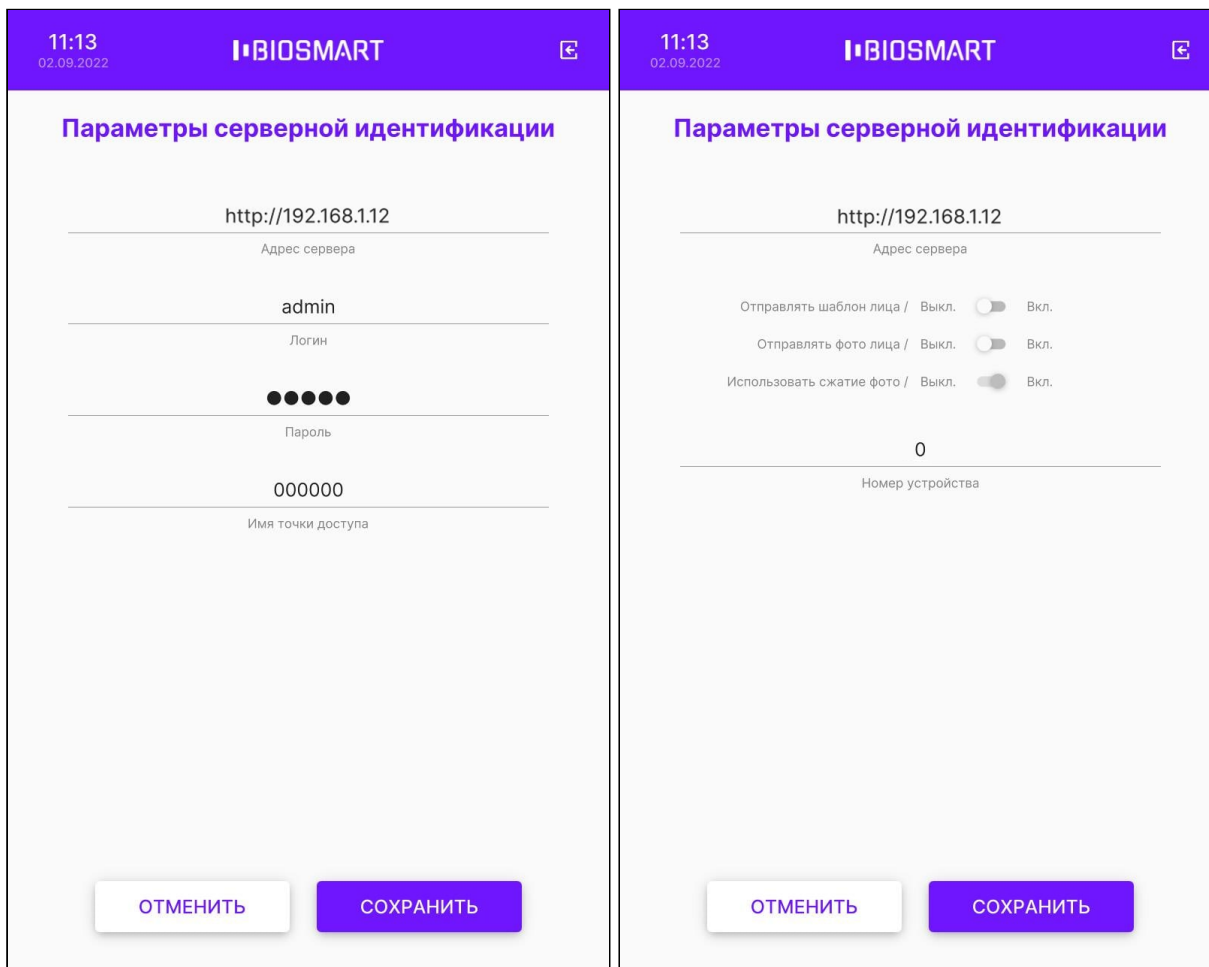 11:13
02.09.2022
BIOSMART
Параметры серверной идентификации
http://192.168.1.12
Адрес сервера
admin
Логин
●●●●●
Пароль
000000
Имя точки доступа
ОТМЕНИТЬ
СОХРАНИТЬ
11:13
02.09.2022
BIOSMART
Параметры серверной идентификации
http://192.168.1.12
Адрес сервера
Отправлять шаблон лица / Выкл. Вкл.
Отправлять фото лица / Выкл. Вкл.
Использовать сжатие фото / Выкл. Вкл.
0
Номер устройства
ОТМЕНИТЬ
СОХРАНИТЬ